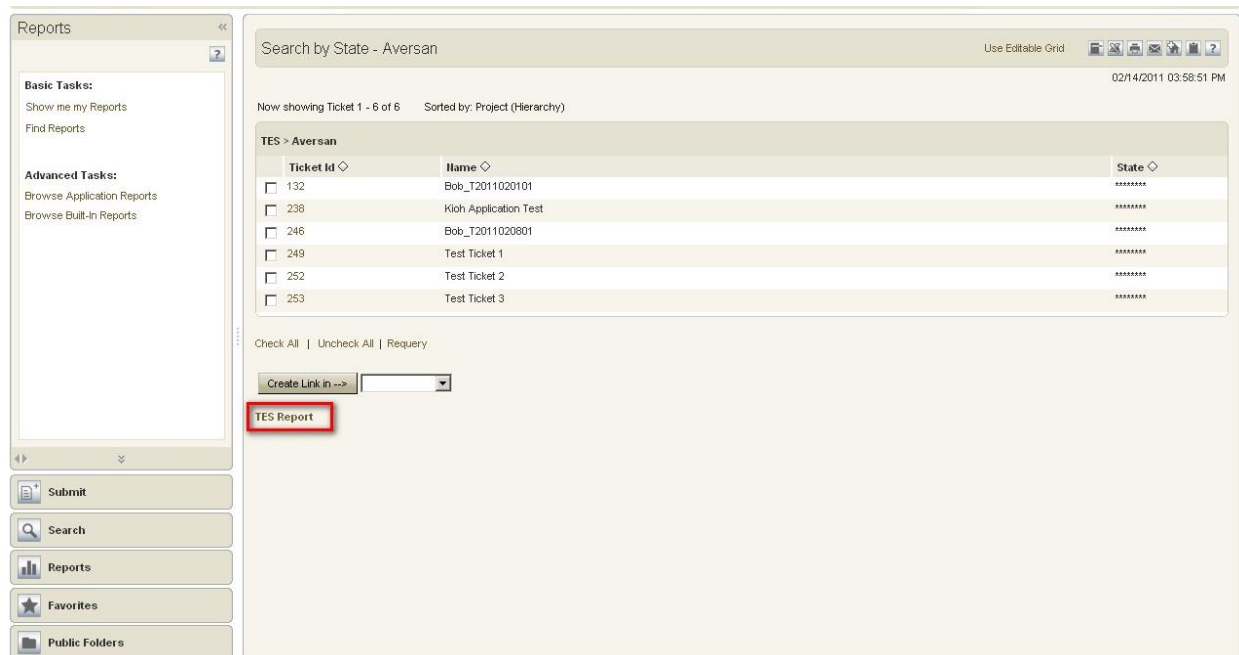 Reports «
?
Basic Tasks:
Show me my Reports
Find Reports
Advanced Tasks:
Browse Application Reports
Browse Built-In Reports
Submit
Search
Reports
Favorites
Public Folders
Search by State - Aversan Use Editable Grid ?
02/14/2011 03:58:51 PM
Now showing Ticket 1 - 6 of 6 Sorted by: Project (Hierarchy)
TES > Aversan
Ticket Id Name State
132 Bob_T2011020101 ********
238 Kioh Application Test ********
246 Bob_T2011020801 ********
249 Test Ticket 1 ********
252 Test Ticket 2 ********
253 Test Ticket 3 ********
Check All | Uncheck All | Requery
Create Link in -->
TES Report